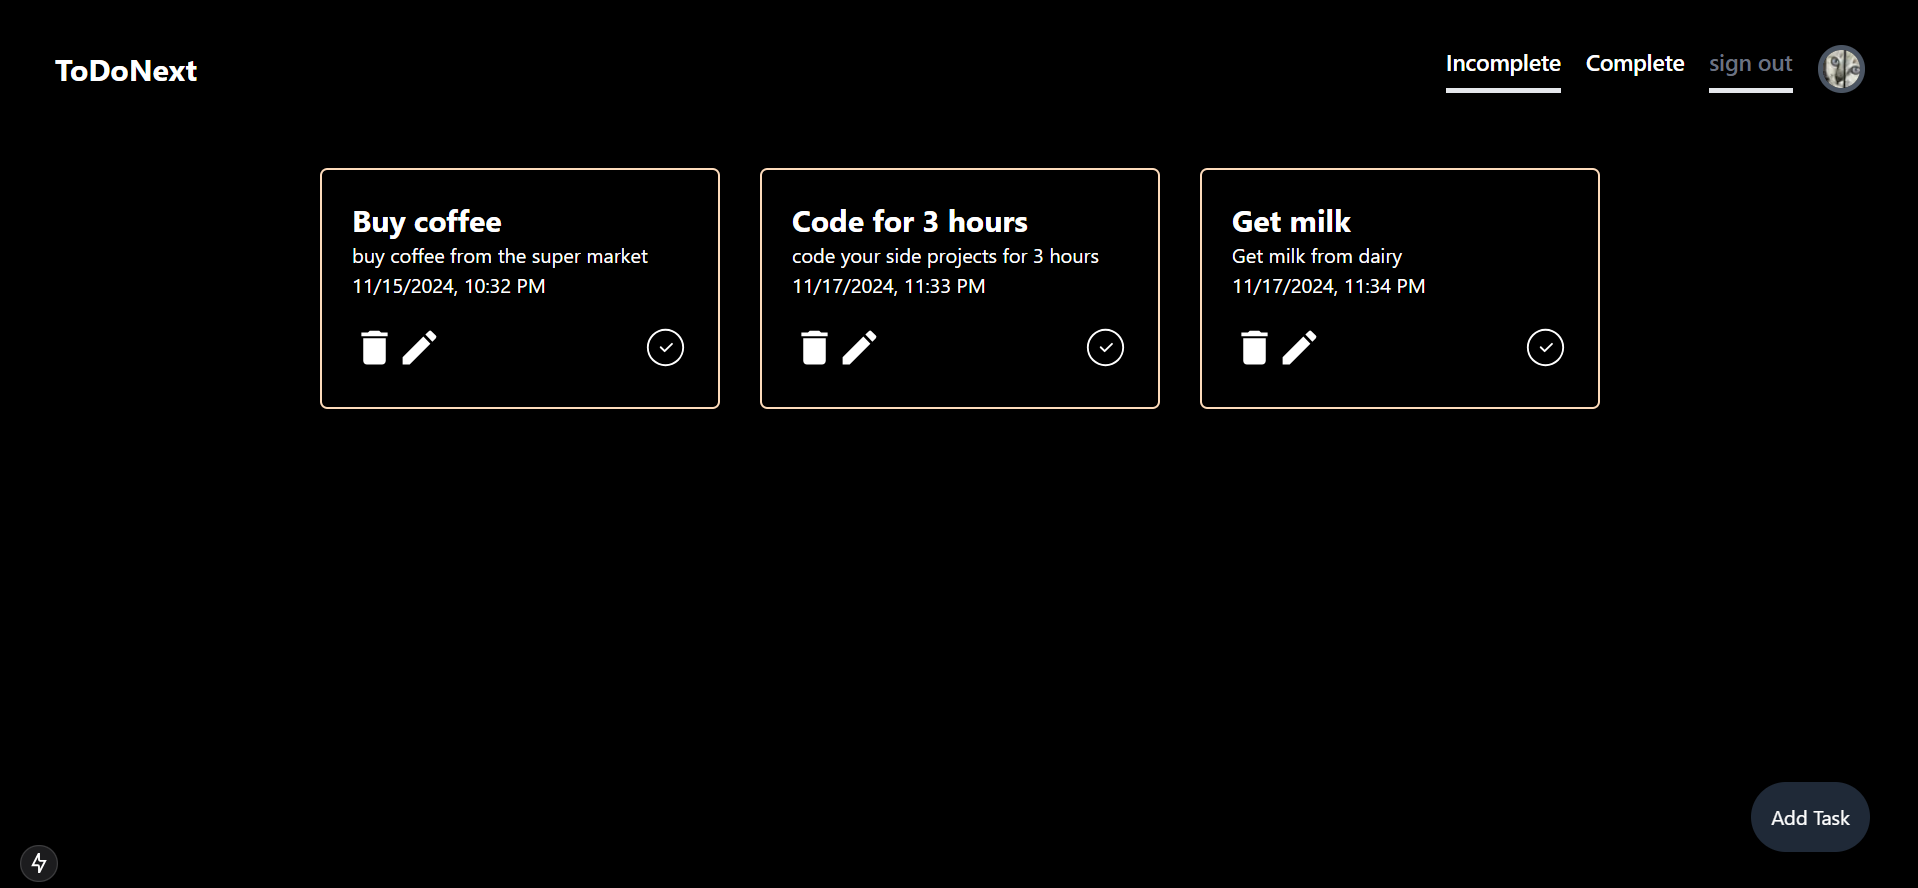 ToDoNext
Incomplete
Complete
sign out
Buy coffee
buy coffee from the super market
11/15/2024, 10:32 PM
Code for 3 hours
code your side projects for 3 hours
11/17/2024, 11:33 PM
Get milk
Get milk from dairy
11/17/2024, 11:34 PM
Add Task